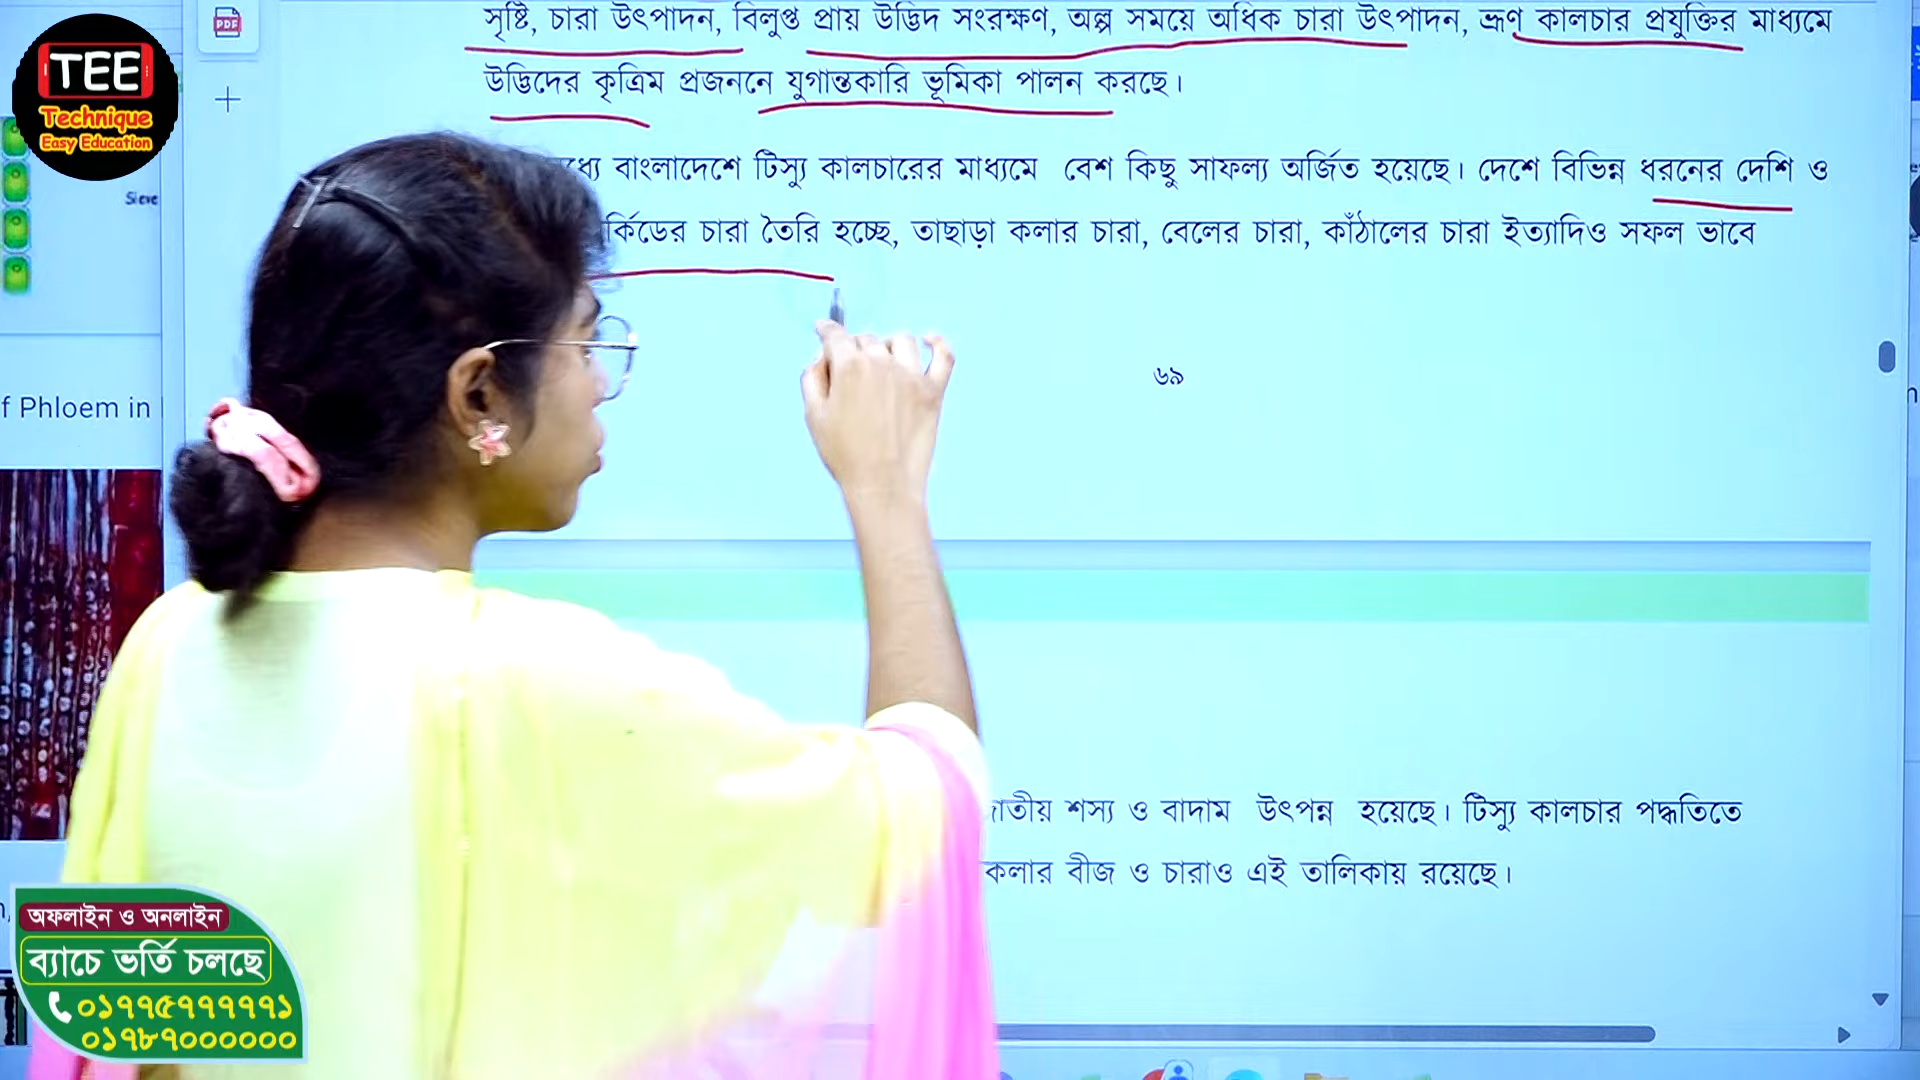 সৃষ্টি, চারা উৎপাদন, বিলুপ্ত প্রায় উদ্ভিদ সংরক্ষণ, অল্প সময়ে অধিক চারা উৎপাদন, ভ্রূণ কালচার প্রযুক্তির মাধ্যমে
উদ্ভিদের কৃত্রিম প্রজননে যুগান্তকারি ভূমিকা পালন করছে।
বাংলাদেশে টিস্যু কালচারের মাধ্যমে বেশ কিছু সাফল্য অর্জিত হয়েছে। দেশে বিভিন্ন ধরনের দেশি ও
চারা তৈরি হচ্ছে, তাছাড়া কলার চারা, বেলের চারা, কাঁঠালের চারা ইত্যাদিও সফল ভাবে
৬৯
শস্য ও বাদাম উৎপন্ন হয়েছে। টিস্যু কালচার পদ্ধতিতে
কলার বীজ ও চারাও এই তালিকায় রয়েছে।
TEE
Technique
Easy Education
PDF
Sieve
f Phloem in
অফলাইন ও অনলাইন
ব্যাচে ভর্তি চলছে
০১৭৭৫৭৭৭৭৭১
০১৭৮৭০০০০০০